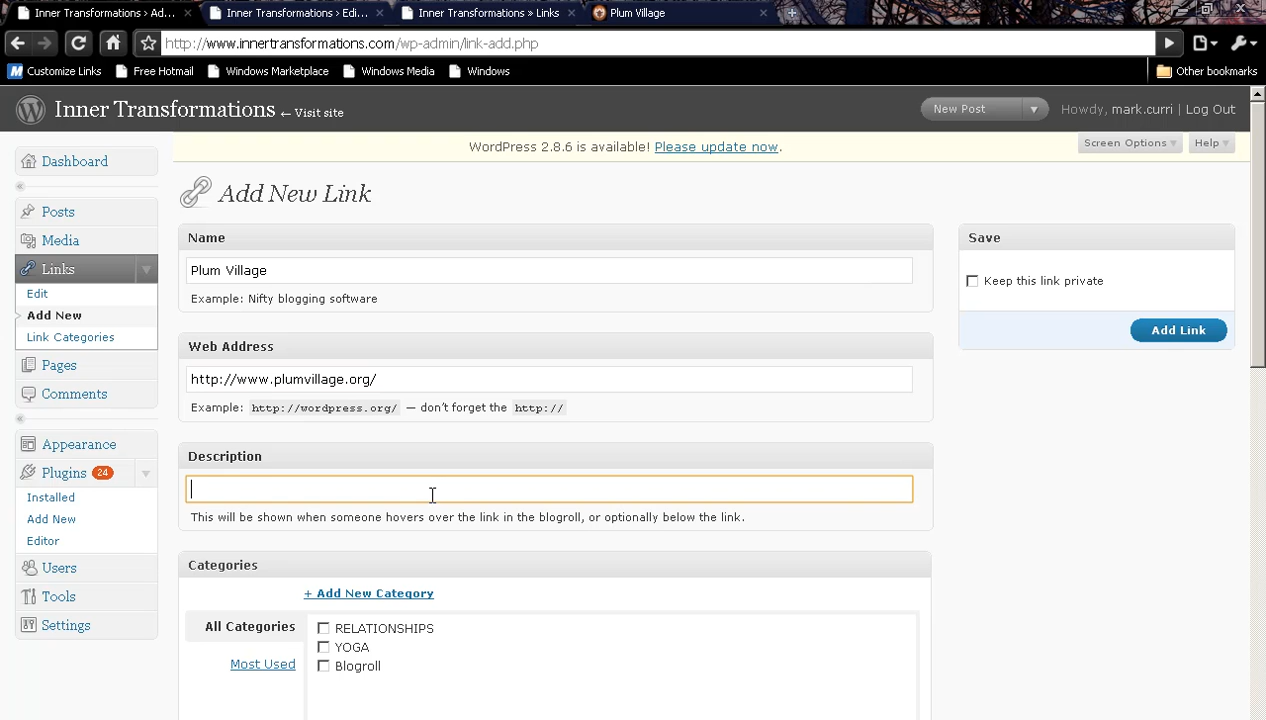 Inner Transformations › Ad...
Inner Transformations › Edi...
Inner Transformations » Links
Plum Village
http://www.innertransformations.com/wp-admin/link-add.php
Customize Links
Free Hotmail
Windows Marketplace
Windows Media
Windows
Other bookmarks
Inner Transformations ← Visit site
New Post
Howdy, mark.curri | Log Out
WordPress 2.8.6 is available! Please update now.
Screen Options
Help
Dashboard
Posts
Media
Links
Edit
Add New
Link Categories
Pages
Comments
Appearance
Plugins 24
Installed
Add New
Editor
Users
Tools
Settings
Add New Link
Name
Plum Village
Example: Nifty blogging software
Web Address
http://www.plumvillage.org/
Example: http://wordpress.org/ — don’t forget the http://
Description
This will be shown when someone hovers over the link in the blogroll, or optionally below the link.
Categories
+ Add New Category
All Categories
Most Used
RELATIONSHIPS
YOGA
Blogroll
Save
Keep this link private
Add Link